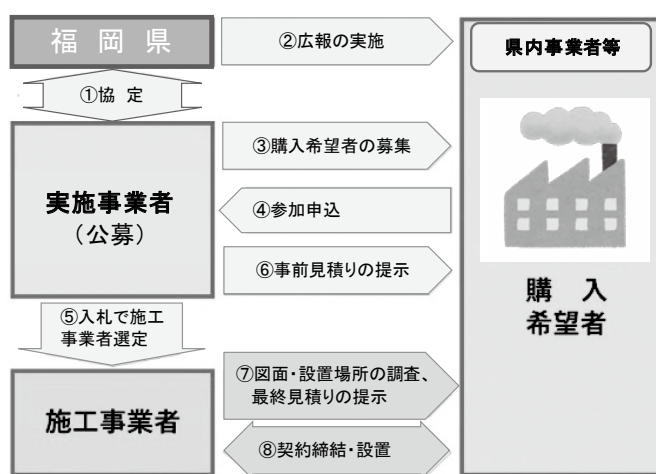 福 岡 県
②広報の実施
県内事業者等
①協 定
③購入希望者の募集
実施事業者
（公募）
④参加申込
⑥事前見積りの提示
購 入
希望者
⑤入札で施工
事業者選定
⑦図面・設置場所の調査、
最終見積りの提示
施工事業者
⑧契約締結・設置